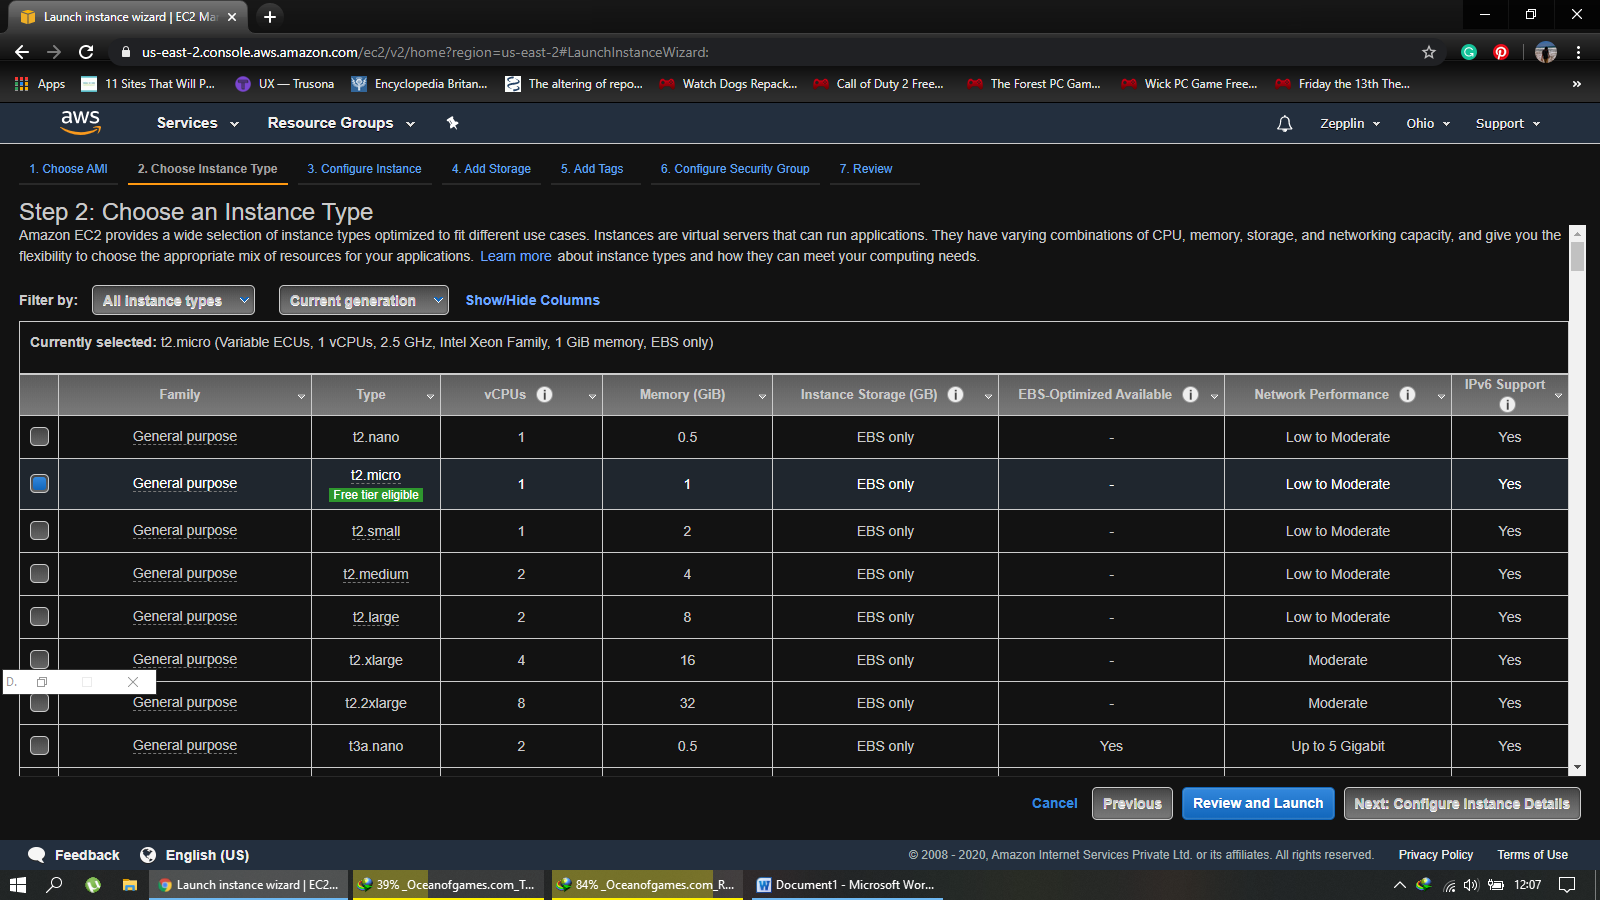 Launch instance wizard | EC2 Ma
us-east-2.console.aws.amazon.com/ec2/v2/home?region=us-east-2#LaunchInstanceWizard:
Apps 11 Sites That Will P... UX — Trusona Encyclopedia Britan... The altering of repo... Watch Dogs Repack... Call of Duty 2 Free... The Forest PC Gam... Wick PC Game Free... Friday the 13th The... »
aws Services Resource Groups Zepplin Ohio Support
1. Choose AMI 2. Choose Instance Type 3. Configure Instance 4. Add Storage 5. Add Tags 6. Configure Security Group 7. Review
Step 2: Choose an Instance Type
Amazon EC2 provides a wide selection of instance types optimized to fit different use cases. Instances are virtual servers that can run applications. They have varying combinations of CPU, memory, storage, and networking capacity, and give you the
flexibility to choose the appropriate mix of resources for your applications. Learn more about instance types and how they can meet your computing needs.
Filter by: All instance types Current generation Show/Hide Columns
Currently selected: t2.micro (Variable ECUs, 1 vCPUs, 2.5 GHz, Intel Xeon Family, 1 GiB memory, EBS only)
Family Type vCPUs Memory (GiB) Instance Storage (GB) EBS-Optimized Available Network Performance IPv6 Support
General purpose t2.nano 1 0.5 EBS only - Low to Moderate Yes
General purpose t2.micro Free tier eligible 1 1 EBS only - Low to Moderate Yes
General purpose t2.small 1 2 EBS only - Low to Moderate Yes
General purpose t2.medium 2 4 EBS only - Low to Moderate Yes
General purpose t2.large 2 8 EBS only - Low to Moderate Yes
General purpose t2.xlarge 4 16 EBS only - Moderate Yes
D.
General purpose t2.2xlarge 8 32 EBS only - Moderate Yes
General purpose t3a.nano 2 0.5 EBS only Yes Up to 5 Gigabit Yes
Cancel Previous Review and Launch Next: Configure Instance Details
Feedback English (US) © 2008 - 2020, Amazon Internet Services Private Ltd. or its affiliates. All rights reserved. Privacy Policy Terms of Use
Launch instance wizard | EC2... 39% _Oceanofgames.com_T... 84% _Oceanofgames.com_R... Document1 - Microsoft Wor... 12:07